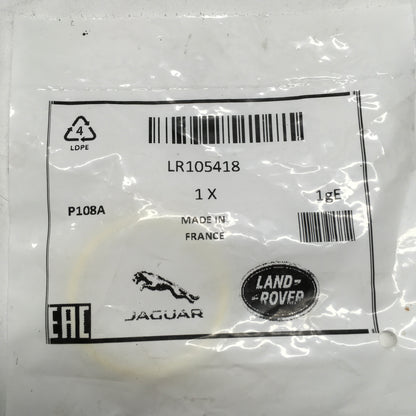 4
LDPE
LR105418
1 X
1gE
P108A
MADE IN
FRANCE
JAGUAR
LAND-
ROVER
EAC